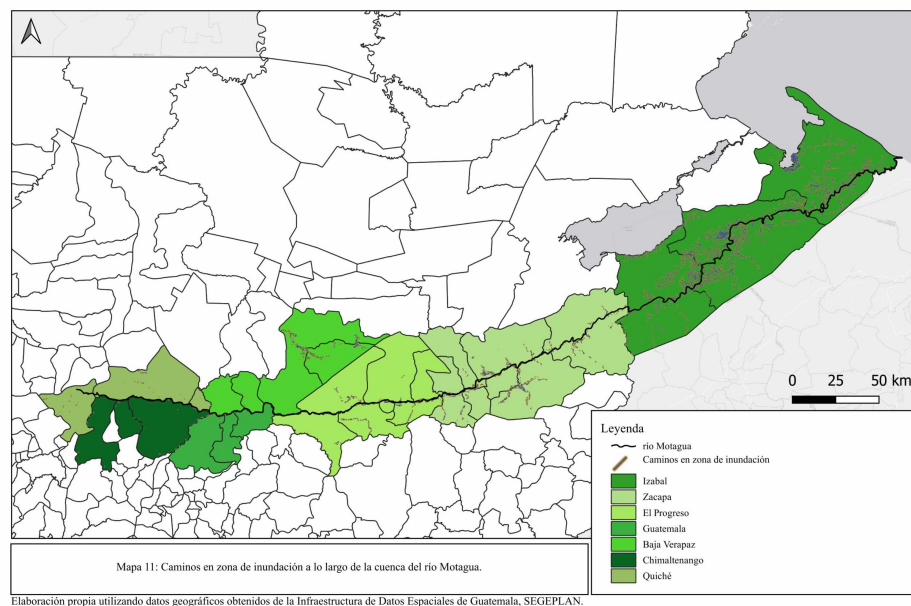 0 25 50 km
Leyenda
río Motagua
Caminos en zona de inundación
Izabal
Zacapa
El Progreso
Guatemala
Baja Verapaz
Chimaltenango
Quiché
Mapa 11: Caminos en zona de inundación a lo largo de la cuenca del río Motagua.
Elaboración propia utilizando datos geográficos obtenidos de la Infraestructura de Datos Espaciales de Guatemala, SEGEPLAN.